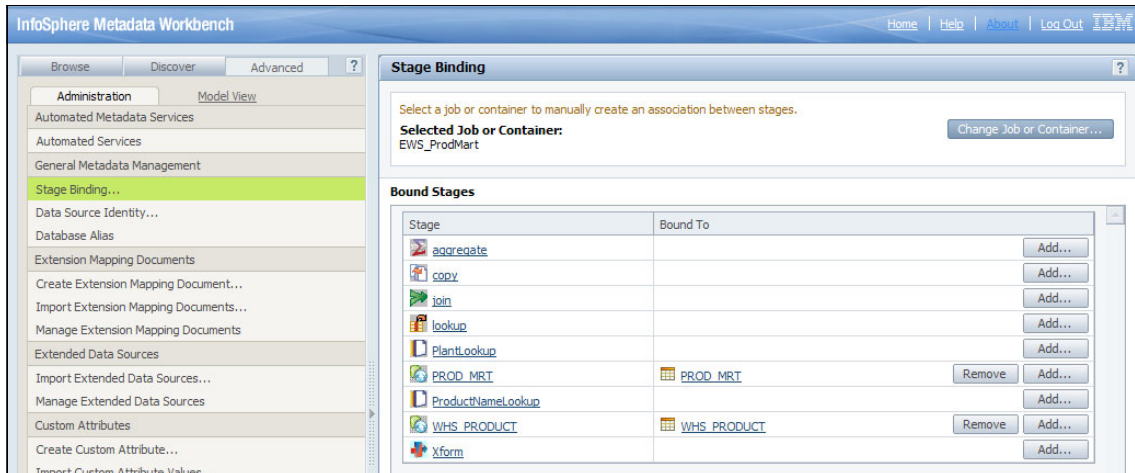 InfoSphere Metadata Workbench
Home | Help | About | Log Out IBM
Browse Discover Advanced ?
Administration Model View
Automated Metadata Services
Automated Services
General Metadata Management
Stage Binding...
Data Source Identity...
Database Alias
Extension Mapping Documents
Create Extension Mapping Document...
Import Extension Mapping Documents...
Manage Extension Mapping Documents
Extended Data Sources
Import Extended Data Sources...
Manage Extended Data Sources
Custom Attributes
Create Custom Attribute...
Import Custom Attribute Values
Stage Binding ?
Select a job or container to manually create an association between stages.
Selected Job or Container:
EWS_ProdMart
Change Job or Container...
Bound Stages
Stage Bound To
aggregate Add...
copy Add...
join Add...
lookup Add...
PlantLookup Add...
PROD_MRT PROD_MRT Remove Add...
ProductNameLookup Add...
WHS_PRODUCT WHS_PRODUCT Remove Add...
Xform Add...